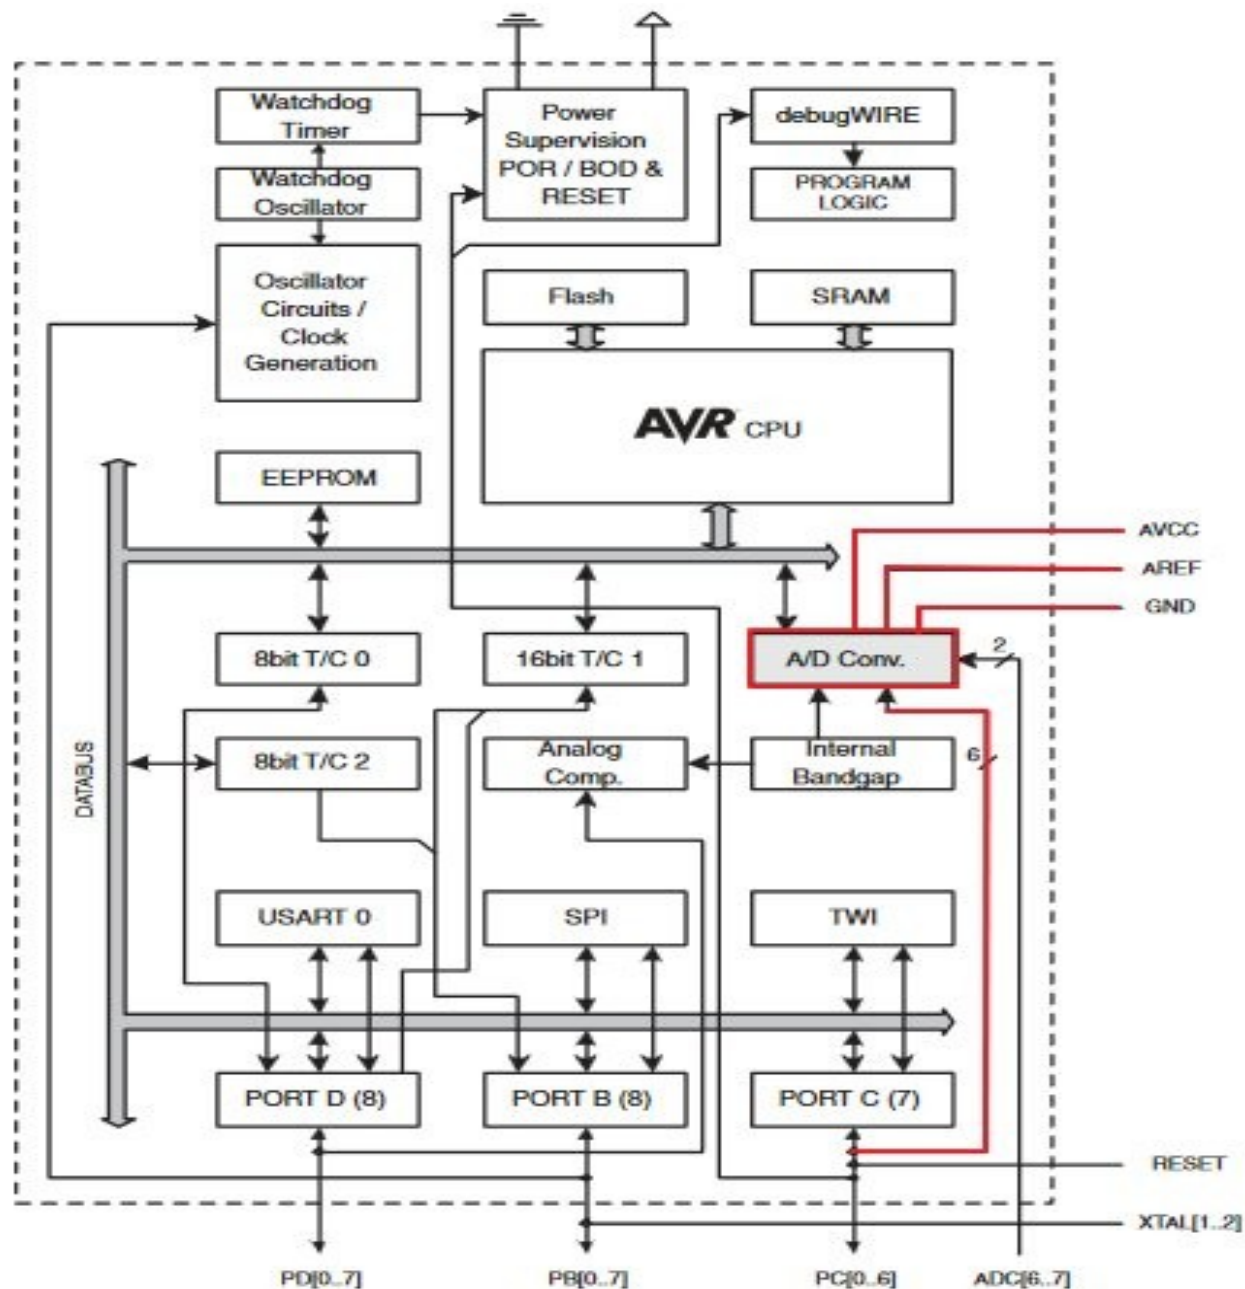 Watchdog
Timer
Power
Supervision
POR / BOD &
RESET
debugWIRE
Watchdog
Oscillator
PROGRAM
LOGIC
Oscillator
Circuits /
Clock
Generation
Flash
SRAM
AVR CPU
EEPROM
AVCC
AREF
GND
8bit T/C 0
16bit T/C 1
A/D Conv.
2
DATABUS
8bit T/C 2
Analog
Comp.
Internal
Bandgap
6
USART 0
SPI
TWI
PORT D (8)
PORT B (8)
PORT C (7)
RESET
XTAL[1..2]
PD[0..7]
PB[0..7]
PC[0..6]
ADC[6..7]